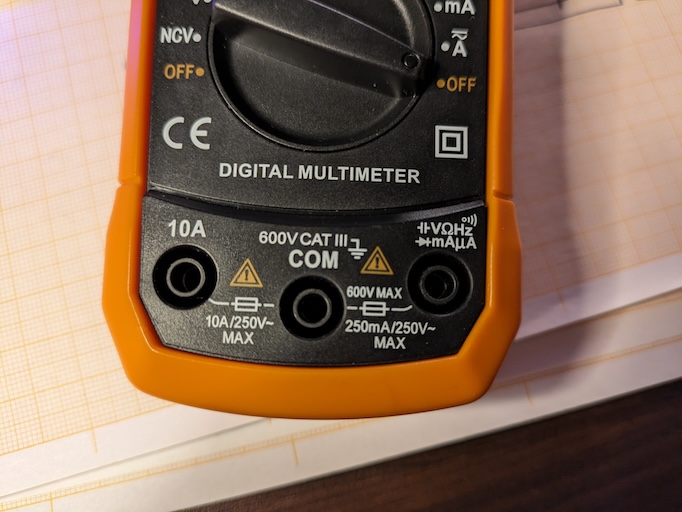 V
mA
NCV
A
OFF
OFF
CE
DIGITAL MULTIMETER
10A
600V CAT III
COM
VΩHz
mAµA
10A/250V~
MAX
600V MAX
250mA/250V~
MAX